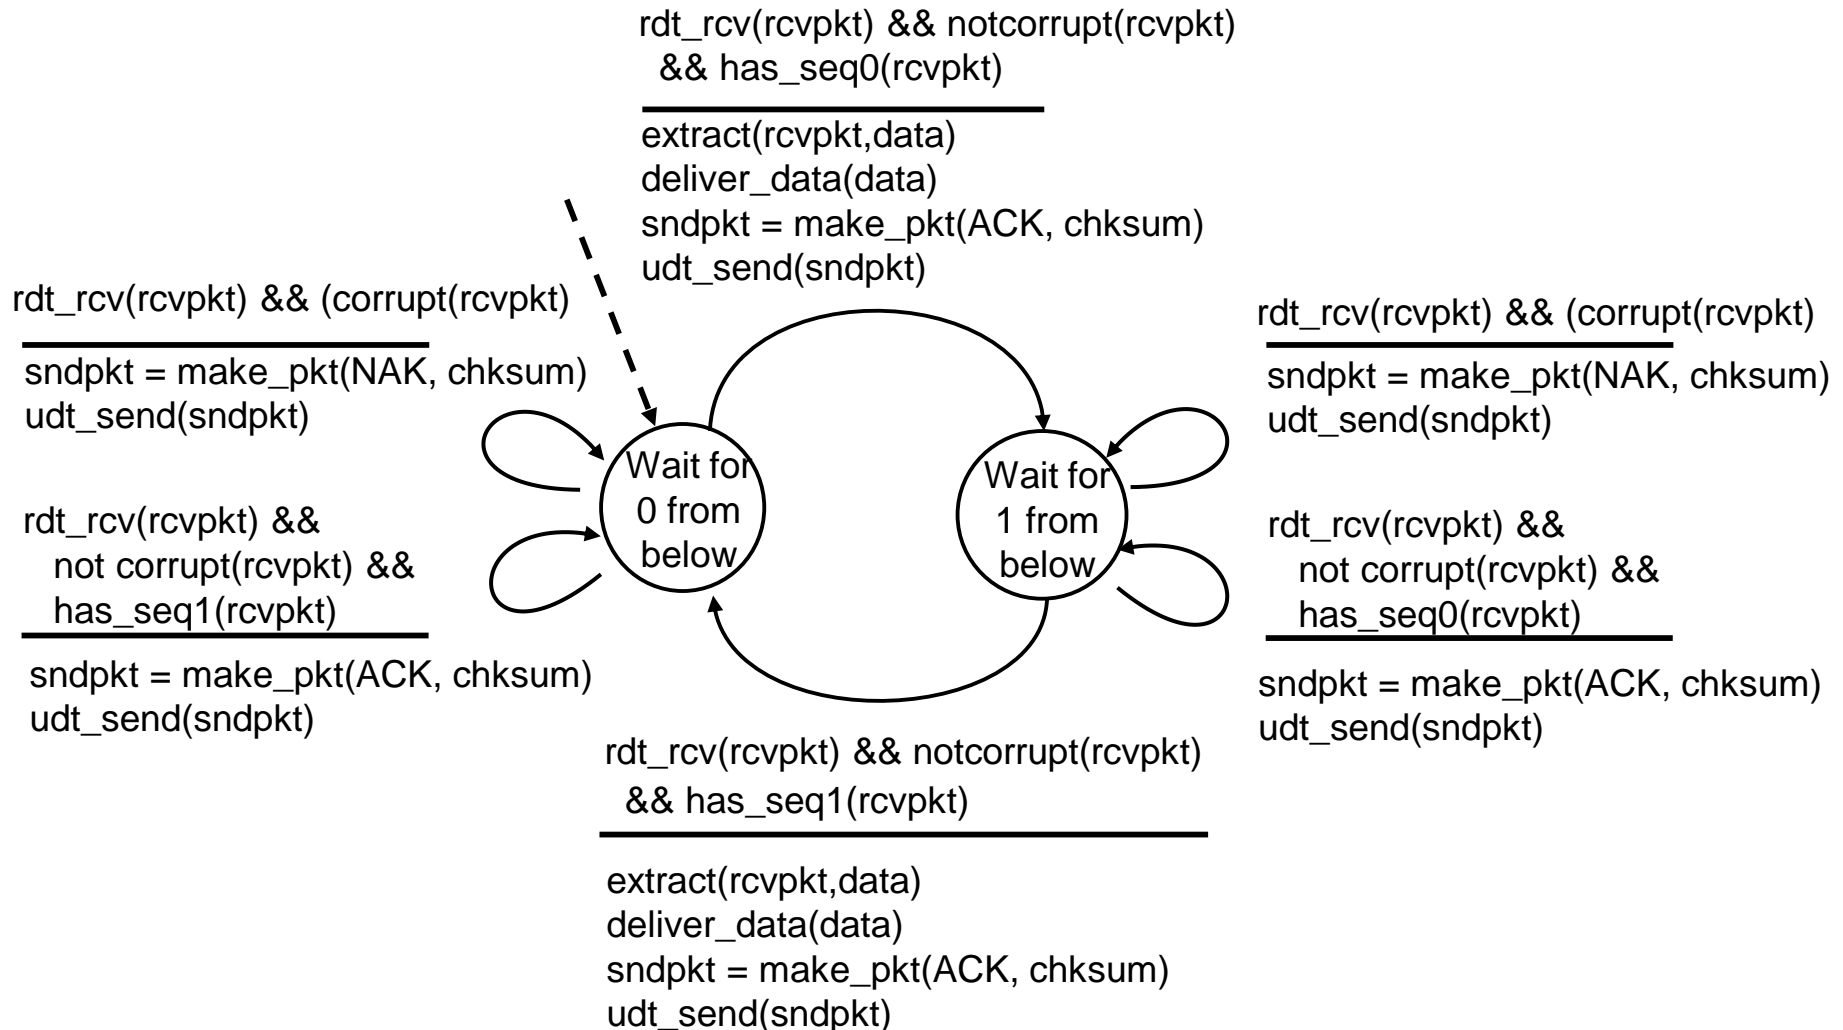 rdt_rcv(rcvpkt) && notcorrupt(rcvpkt)
&& has_seq0(rcvpkt)
extract(rcvpkt,data)
deliver_data(data)
sndpkt = make_pkt(ACK, chksum)
udt_send(sndpkt)
rdt_rcv(rcvpkt) && (corrupt(rcvpkt)
sndpkt = make_pkt(NAK, chksum)
udt_send(sndpkt)
rdt_rcv(rcvpkt) &&
not corrupt(rcvpkt) &&
has_seq1(rcvpkt)
sndpkt = make_pkt(ACK, chksum)
udt_send(sndpkt)
Wait for
0 from
below
Wait for
1 from
below
rdt_rcv(rcvpkt) && (corrupt(rcvpkt)
sndpkt = make_pkt(NAK, chksum)
udt_send(sndpkt)
rdt_rcv(rcvpkt) &&
not corrupt(rcvpkt) &&
has_seq0(rcvpkt)
sndpkt = make_pkt(ACK, chksum)
udt_send(sndpkt)
rdt_rcv(rcvpkt) && notcorrupt(rcvpkt)
&& has_seq1(rcvpkt)
extract(rcvpkt,data)
deliver_data(data)
sndpkt = make_pkt(ACK, chksum)
udt_send(sndpkt)